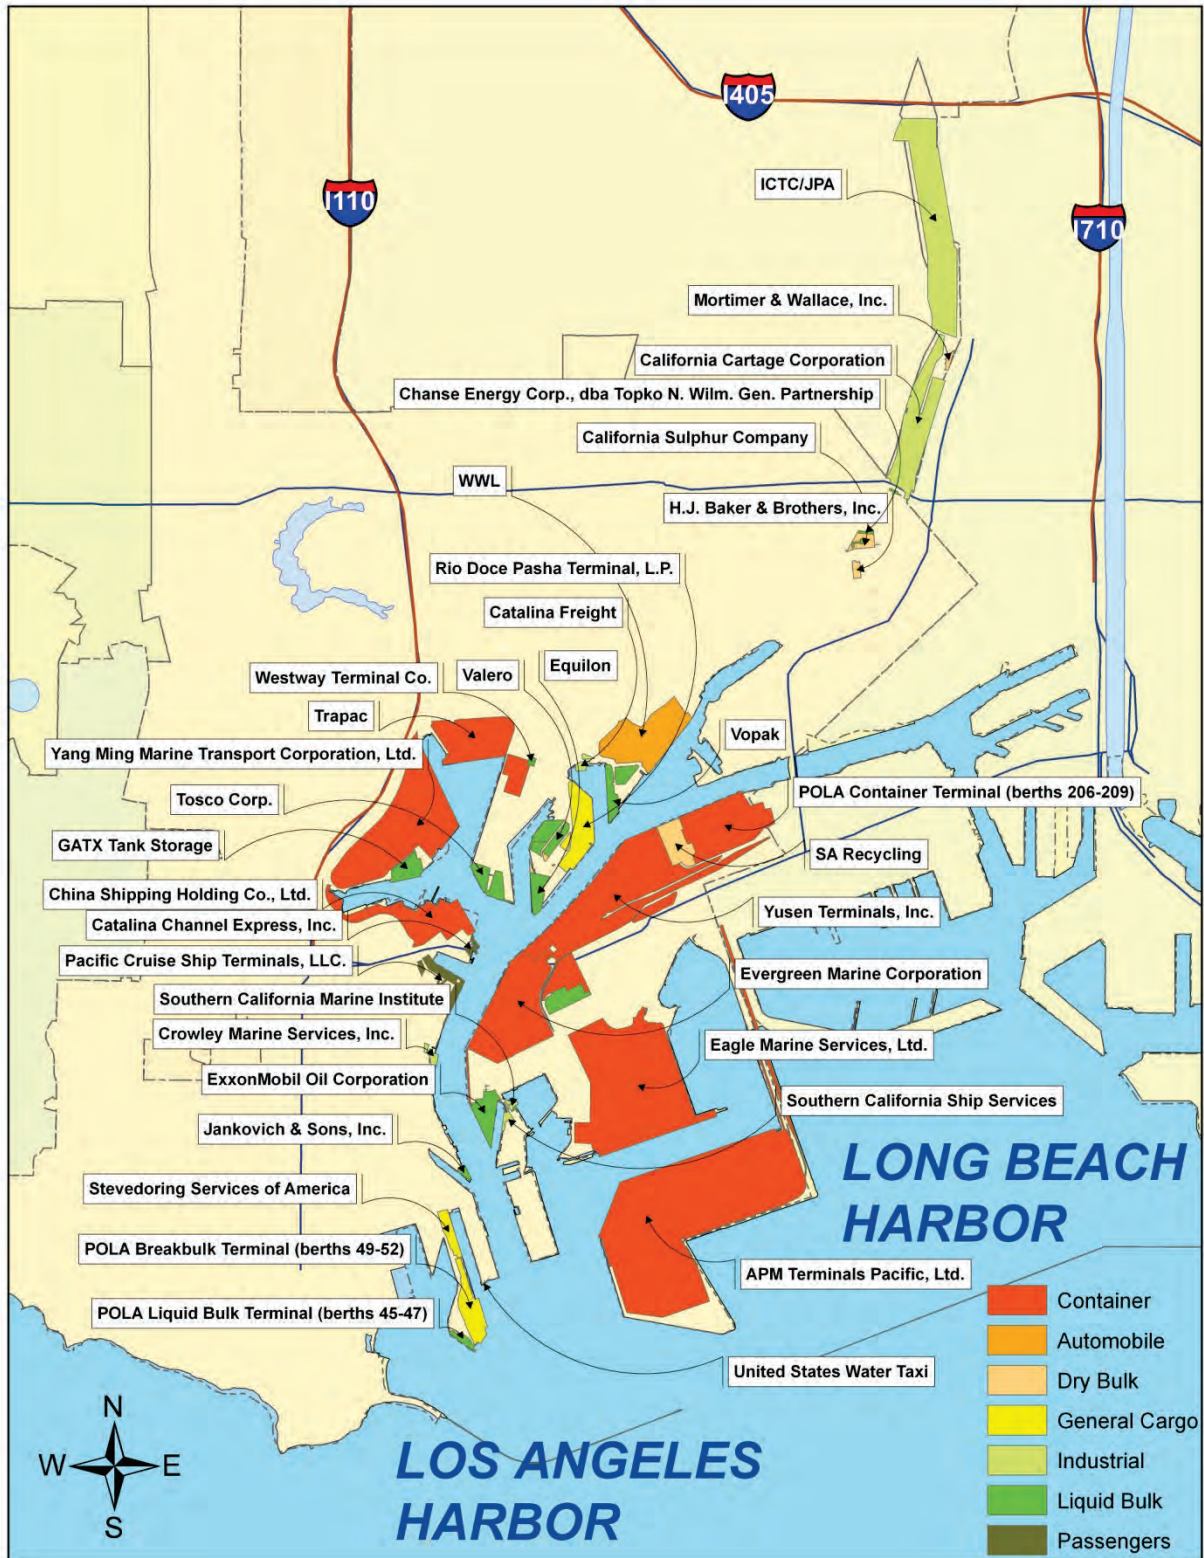 I405
I110
ICTC/JPA
I710
Mortimer & Wallace, Inc.
California Cartage Corporation
Chanse Energy Corp., dba Topko N. Wilm. Gen. Partnership
California Sulphur Company
WWL
H.J. Baker & Brothers, Inc.
Rio Doce Pasha Terminal, L.P.
Catalina Freight
Equilon
Valero
Westway Terminal Co.
Trapac
Vopak
Yang Ming Marine Transport Corporation, Ltd.
POLA Container Terminal (berths 206-209)
Tosco Corp.
GATX Tank Storage
SA Recycling
China Shipping Holding Co., Ltd.
Yusen Terminals, Inc.
Catalina Channel Express, Inc.
Pacific Cruise Ship Terminals, LLC.
Evergreen Marine Corporation
Southern California Marine Institute
Crowley Marine Services, Inc.
Eagle Marine Services, Ltd.
ExxonMobil Oil Corporation
Southern California Ship Services
Jankovich & Sons, Inc.
LONG BEACH
HARBOR
Stevedoring Services of America
POLA Breakbulk Terminal (berths 49-52)
APM Terminals Pacific, Ltd.
POLA Liquid Bulk Terminal (berths 45-47)
United States Water Taxi
Container
Automobile
Dry Bulk
General Cargo
Industrial
Liquid Bulk
Passengers
N
W
E
S
LOS ANGELES
HARBOR